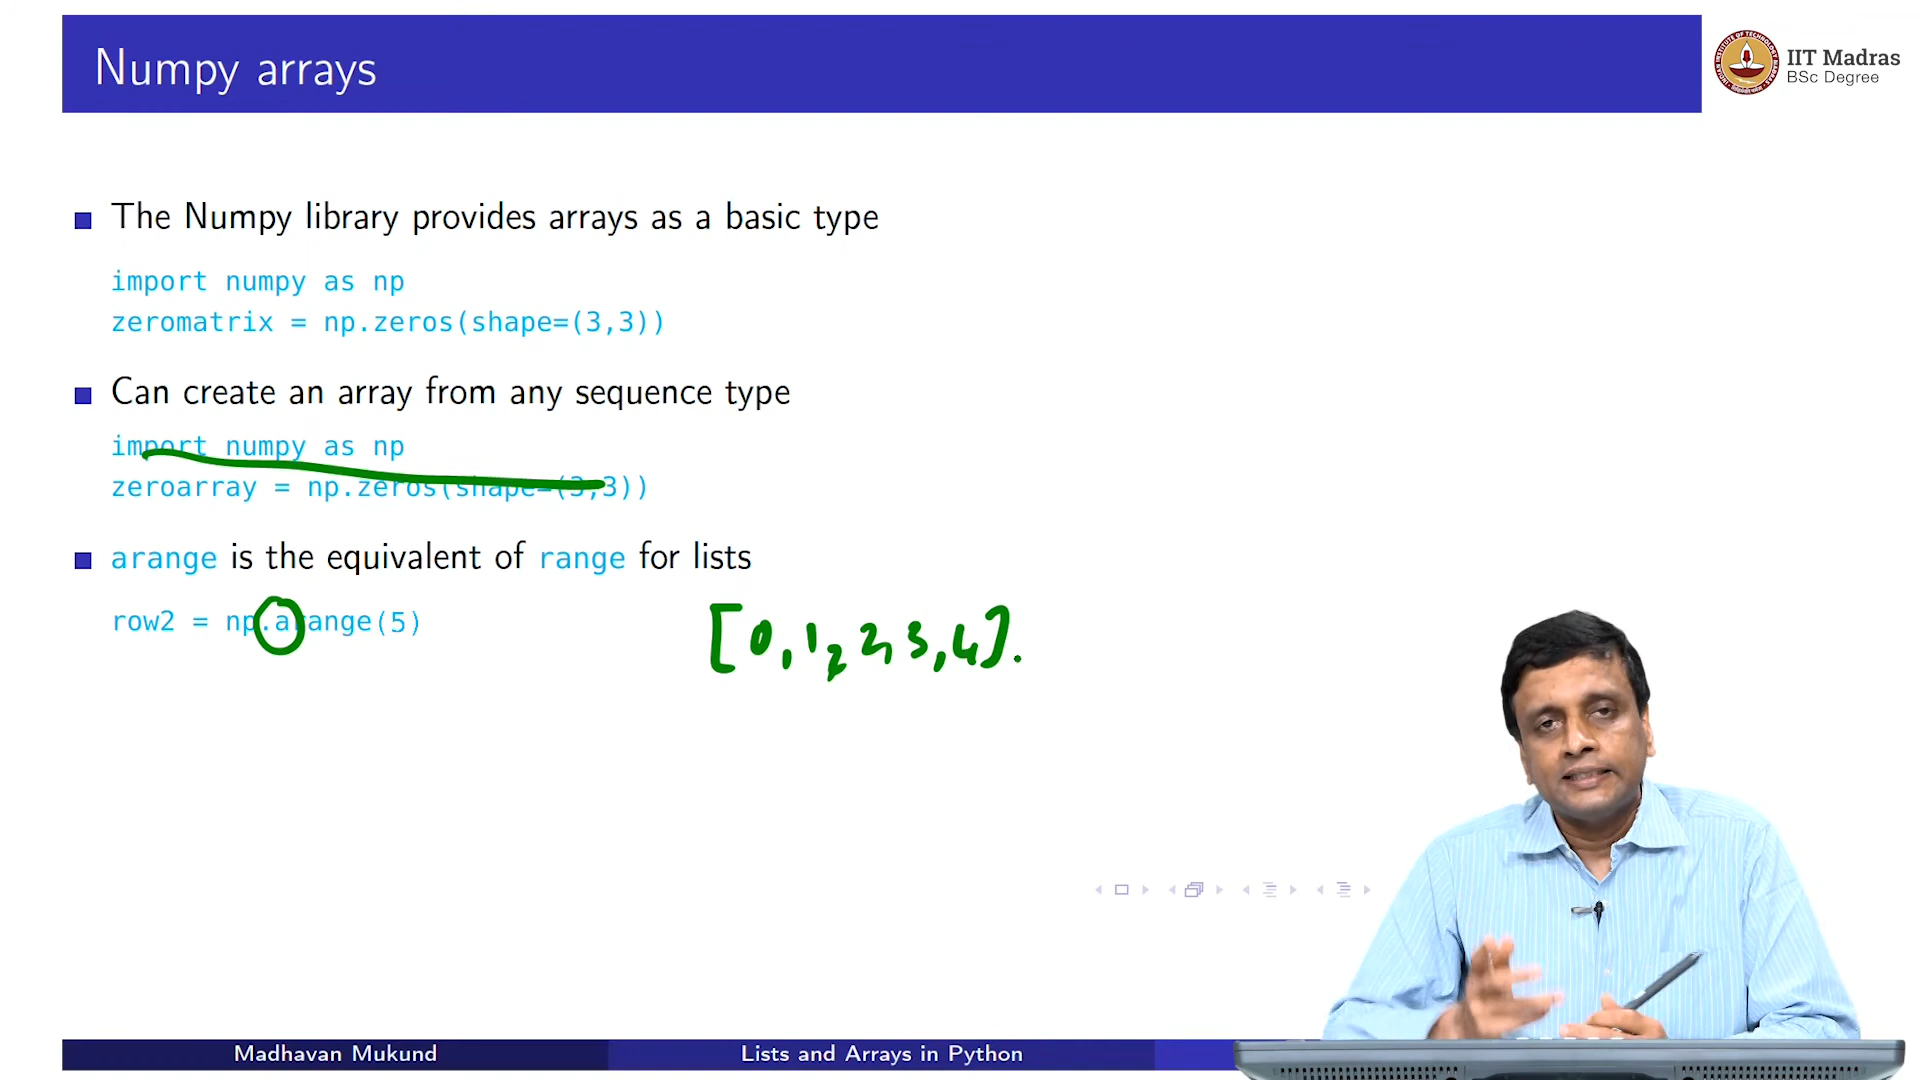 Numpy arrays
IIT Madras
BSc Degree
The Numpy library provides arrays as a basic type
import numpy as np
zeromatrix = np.zeros(shape=(3,3))
Can create an array from any sequence type
import numpy as np
zeroarray = np.zeros(shape=(3,3))
arange is the equivalent of range for lists
row2 = np.arange(5)
[0,1,2,3,4].
Madhavan Mukund
Lists and Arrays in Python